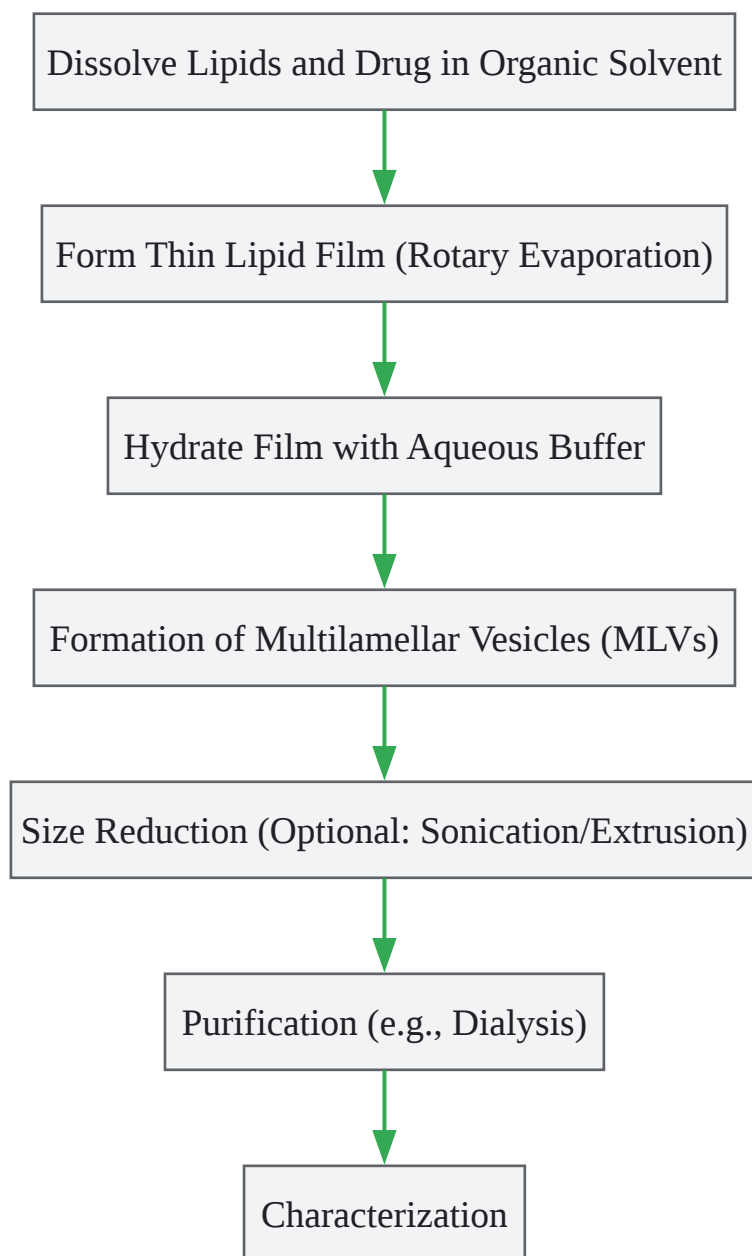 Dissolve Lipids and Drug in Organic Solvent
Form Thin Lipid Film (Rotary Evaporation)
Hydrate Film with Aqueous Buffer
Formation of Multilamellar Vesicles (MLVs)
Size Reduction (Optional: Sonication/Extrusion)
Purification (e.g., Dialysis)
Characterization